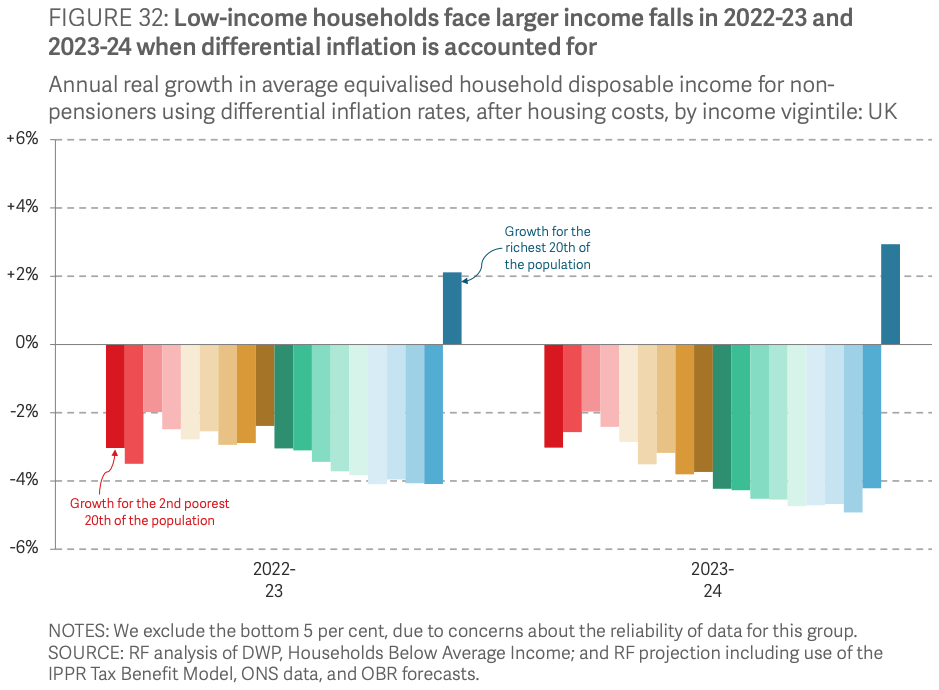 FIGURE 32: Low-income households face larger income falls in 2022-23 and
2023-24 when differential inflation is accounted for
Annual real growth in average equivalised household disposable income for non-
pensioners using differential inflation rates, after housing costs, by income vigintile: UK
+6%
+4%
Growth for the
richest 20th of
the population
+2%
0%
-2%
-4%
Growth for the 2nd poorest
20th of the population
-6%
2022-
23
2023-
24
NOTES: We exclude the bottom 5 per cent, due to concerns about the reliability of data for this group.
SOURCE: RF analysis of DWP, Households Below Average Income; and RF projection including use of the
IPPR Tax Benefit Model, ONS data, and OBR forecasts.